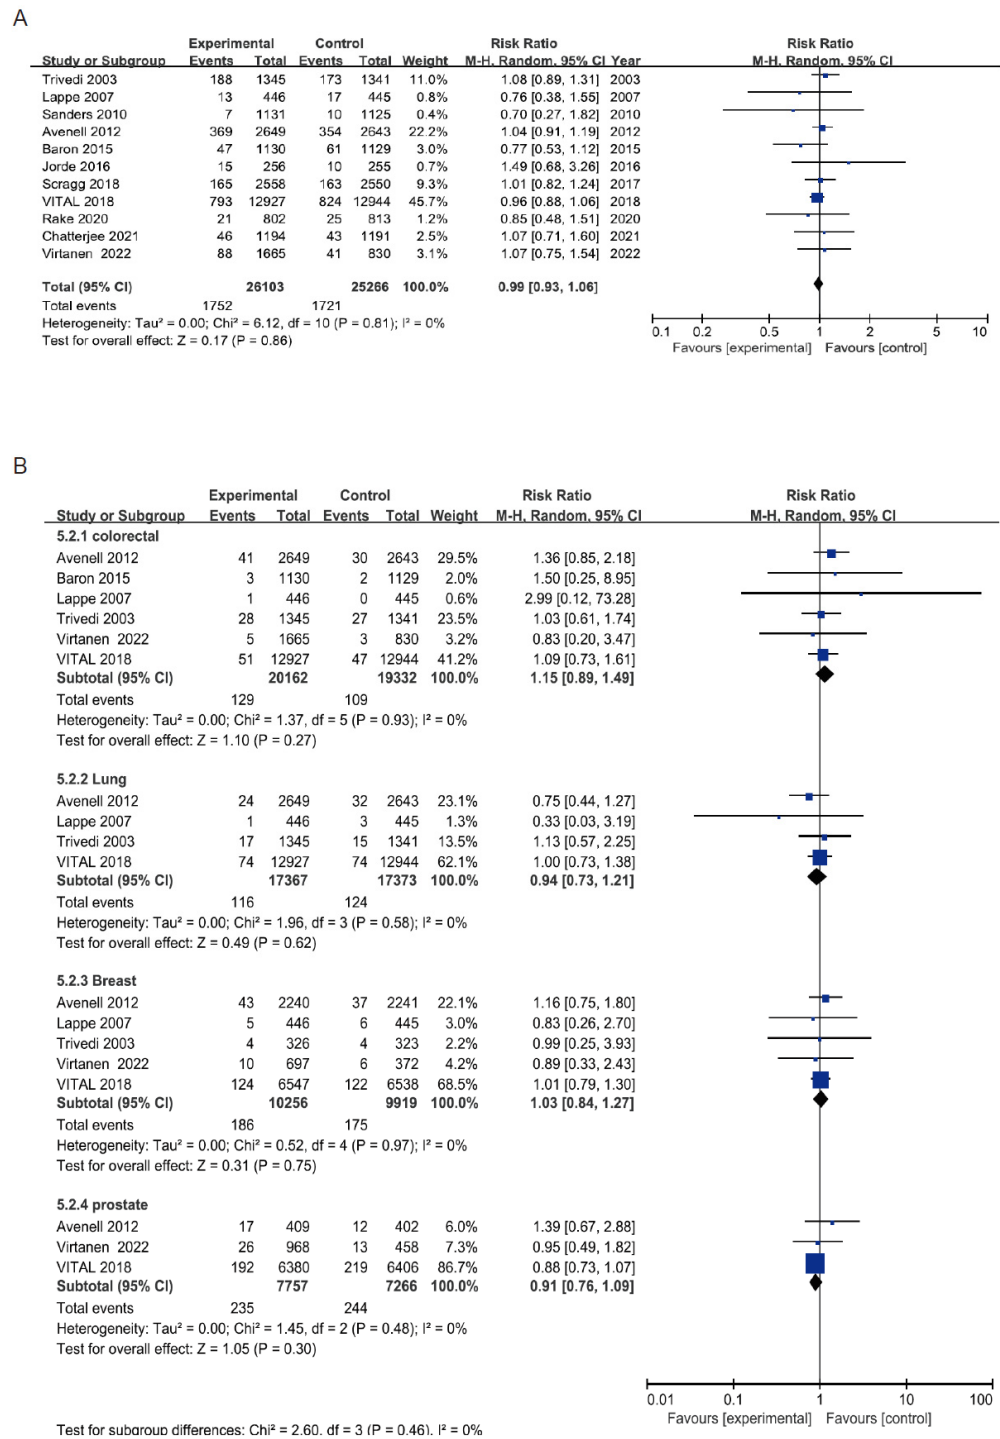 A
Experimental Control Risk Ratio Risk Ratio
Study or Subgroup Events Total Events Total Weight M-H, Random, 95% CI Year M-H, Random, 95% CI
Trivedi 2003 188 1345 173 1341 11.0% 1.08 [0.89, 1.31] 2003
Lappe 2007 13 446 17 445 0.8% 0.76 [0.38, 1.55] 2007
Sanders 2010 7 1131 10 1125 0.4% 0.70 [0.27, 1.82] 2010
Avenell 2012 369 2649 354 2643 22.2% 1.04 [0.91, 1.19] 2012
Baron 2015 47 1130 61 1129 3.0% 0.77 [0.53, 1.12] 2015
Jorde 2016 15 256 10 255 0.7% 1.49 [0.68, 3.26] 2016
Scragg 2018 165 2558 163 2550 9.3% 1.01 [0.82, 1.24] 2017
VITAL 2018 793 12927 824 12944 45.7% 0.96 [0.88, 1.06] 2018
Rake 2020 21 802 25 813 1.2% 0.85 [0.48, 1.51] 2020
Chatterjee 2021 46 1194 43 1191 2.5% 1.07 [0.71, 1.60] 2021
Virtanen 2022 88 1665 41 830 3.1% 1.07 [0.75, 1.54] 2022
Total (95% CI) 26103 25266 100.0% 0.99 [0.93, 1.06]
Total events 1752 1721
Heterogeneity: Tau² = 0.00; Chi² = 6.12, df = 10 (P = 0.81); I² = 0%
Test for overall effect: Z = 0.17 (P = 0.86)
0.1 0.2 0.5 1 2 5 10
Favours [experimental] Favours [control]
B
Experimental Control Risk Ratio Risk Ratio
Study or Subgroup Events Total Events Total Weight M-H, Random, 95% CI M-H, Random, 95% CI
5.2.1 colorectal
Avenell 2012 41 2649 30 2643 29.5% 1.36 [0.85, 2.18]
Baron 2015 3 1130 2 1129 2.0% 1.50 [0.25, 8.95]
Lappe 2007 1 446 0 445 0.6% 2.99 [0.12, 73.28]
Trivedi 2003 28 1345 27 1341 23.5% 1.03 [0.61, 1.74]
Virtanen 2022 5 1665 3 830 3.2% 0.83 [0.20, 3.47]
VITAL 2018 51 12927 47 12944 41.2% 1.09 [0.73, 1.61]
Subtotal (95% CI) 20162 19332 100.0% 1.15 [0.89, 1.49]
Total events 129 109
Heterogeneity: Tau² = 0.00; Chi² = 1.37, df = 5 (P = 0.93); I² = 0%
Test for overall effect: Z = 1.10 (P = 0.27)
5.2.2 Lung
Avenell 2012 24 2649 32 2643 23.1% 0.75 [0.44, 1.27]
Lappe 2007 1 446 3 445 1.3% 0.33 [0.03, 3.19]
Trivedi 2003 17 1345 15 1341 13.5% 1.13 [0.57, 2.25]
VITAL 2018 74 12927 74 12944 62.1% 1.00 [0.73, 1.38]
Subtotal (95% CI) 17367 17373 100.0% 0.94 [0.73, 1.21]
Total events 116 124
Heterogeneity: Tau² = 0.00; Chi² = 1.96, df = 3 (P = 0.58); I² = 0%
Test for overall effect: Z = 0.49 (P = 0.62)
5.2.3 Breast
Avenell 2012 43 2240 37 2241 22.1% 1.16 [0.75, 1.80]
Lappe 2007 5 446 6 445 3.0% 0.83 [0.26, 2.70]
Trivedi 2003 4 326 4 323 2.2% 0.99 [0.25, 3.93]
Virtanen 2022 10 697 6 372 4.2% 0.89 [0.33, 2.43]
VITAL 2018 124 6547 122 6538 68.5% 1.01 [0.79, 1.30]
Subtotal (95% CI) 10256 9919 100.0% 1.03 [0.84, 1.27]
Total events 186 175
Heterogeneity: Tau² = 0.00; Chi² = 0.52, df = 4 (P = 0.97); I² = 0%
Test for overall effect: Z = 0.31 (P = 0.75)
5.2.4 prostate
Avenell 2012 17 409 12 402 6.0% 1.39 [0.67, 2.88]
Virtanen 2022 26 968 13 458 7.3% 0.95 [0.49, 1.82]
VITAL 2018 192 6380 219 6406 86.7% 0.88 [0.73, 1.07]
Subtotal (95% CI) 7757 7266 100.0% 0.91 [0.76, 1.09]
Total events 235 244
Heterogeneity: Tau² = 0.00; Chi² = 1.45, df = 2 (P = 0.48); I² = 0%
Test for overall effect: Z = 1.05 (P = 0.30)
0.01 0.1 1 10 100
Favours [experimental] Favours [control]
Test for subgroup differences: Chi² = 2.60, df = 3 (P = 0.46), I² = 0%